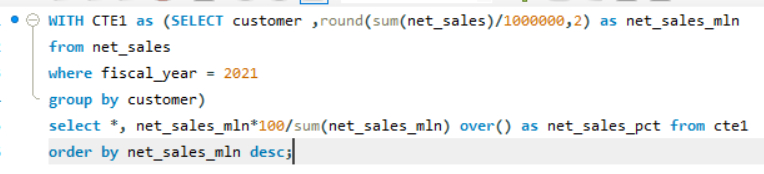 WITH CTE1 as (SELECT customer ,round(sum(net_sales)/1000000,2) as net_sales_mln
from net_sales
where fiscal_year = 2021
group by customer)
select *, net_sales_mln*100/sum(net_sales_mln) over() as net_sales_pct from cte1
order by net_sales_mln desc;